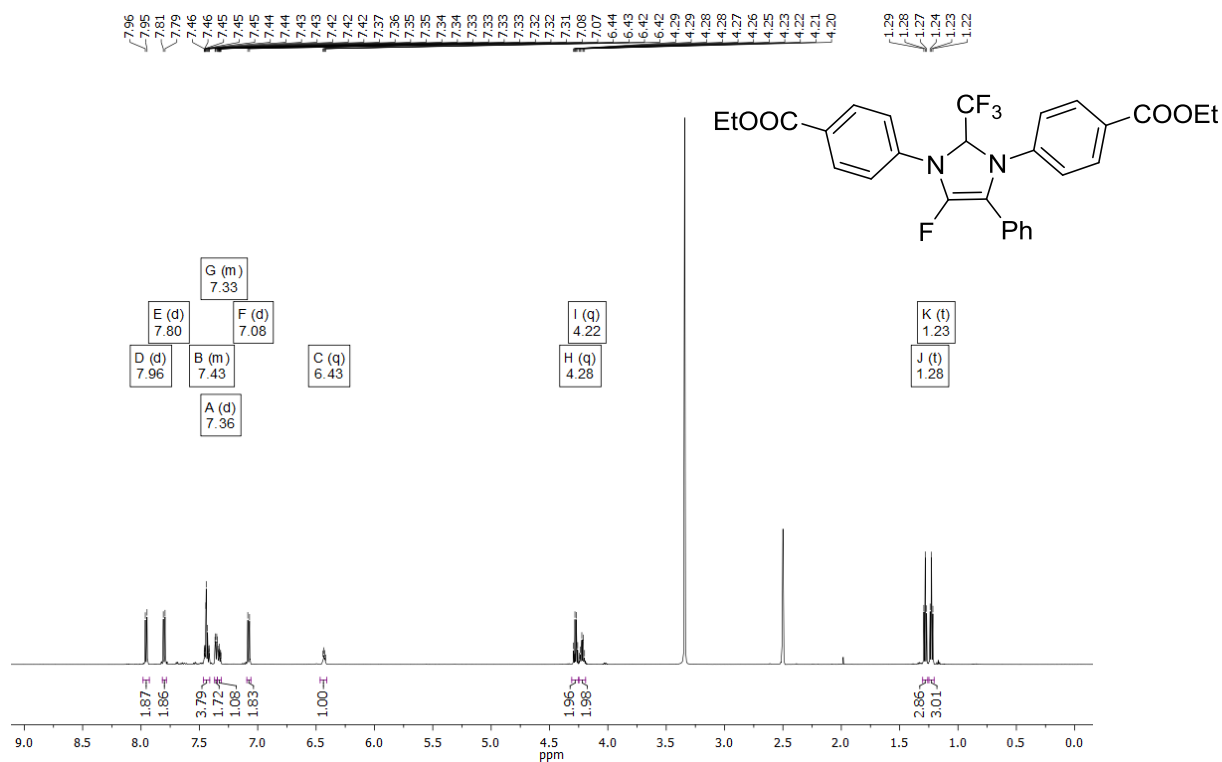 7.96 7.95 7.81 7.79 7.46 7.46 7.45 7.45 7.45 7.44 7.44 7.43 7.43 7.42 7.42 7.42 7.37 7.36 7.35 7.35 7.34 7.34 7.33 7.33 7.33 7.33 7.32 7.32 7.31 7.08 7.07 6.44 6.43 6.42 6.42 4.29 4.29 4.28 4.28 4.27 4.26 4.25 4.23 4.22 4.21 4.20 1.29 1.28 1.27 1.24 1.23 1.22
EtOOC
CF3
COOEt
N
N
F
Ph
G (m)
7.33
E (d)
7.80
F (d)
7.08
I (q)
4.22
K (t)
1.23
D (d)
7.96
B (m)
7.43
C (q)
6.43
H (q)
4.28
J (t)
1.28
A (d)
7.36
1.87 1.86 3.79 1.72 1.08 1.83 1.00 1.96 1.98 2.86 3.01
9.0 8.5 8.0 7.5 7.0 6.5 6.0 5.5 5.0 4.5 4.0 3.5 3.0 2.5 2.0 1.5 1.0 0.5 0.0
ppm